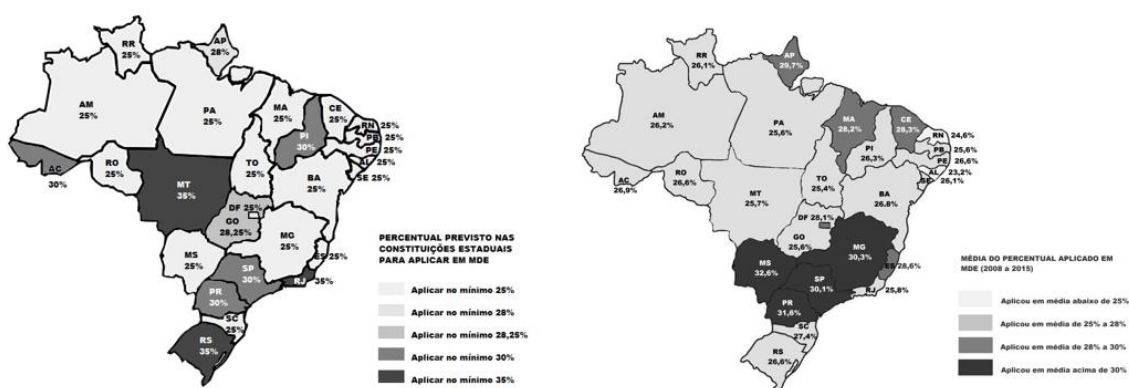 RR
25%
AP
28%
AM
25%
PA
25%
MA
25%
CE
25%
RN 25%
PB 25%
PE 25%
AL 25%
SE 25%
PI
30%
AC
30%
RO
25%
TO
25%
BA
25%
MT
35%
DF 25%
GO
28,25%
MG
25%
ES 25%
MS
25%
SP
30%
RJ 35%
PR
30%
SC
25%
RS
35%
PERCENTUAL PREVISTO NAS
CONSTITUIÇÕES ESTADUAIS
PARA APLICAR EM MDE
Aplicar no mínimo 25%
Aplicar no mínimo 28%
Aplicar no mínimo 28,25%
Aplicar no mínimo 30%
Aplicar no mínimo 35%
RR
26,1%
AP
29,7%
AM
26,2%
PA
25,6%
MA
28,2%
CE
28,3%
RN 24,6%
PB 25,6%
PE 26,6%
AL 23,2%
SE 26,1%
PI
26,3%
AC
26,9%
RO
26,6%
TO
25,4%
BA
26,8%
MT
25,7%
DF 28,1%
GO
25,6%
MG
30,3%
ES 28,6%
MS
32,6%
SP
30,1%
RJ 25,8%
PR
31,6%
SC
27,4%
RS
26,6%
MÉDIA DO PERCENTUAL APLICADO EM
MDE (2008 a 2015)
Aplicou em média abaixo de 25%
Aplicou em média de 25% a 28%
Aplicou em média de 28% a 30%
Aplicou em média acima de 30%